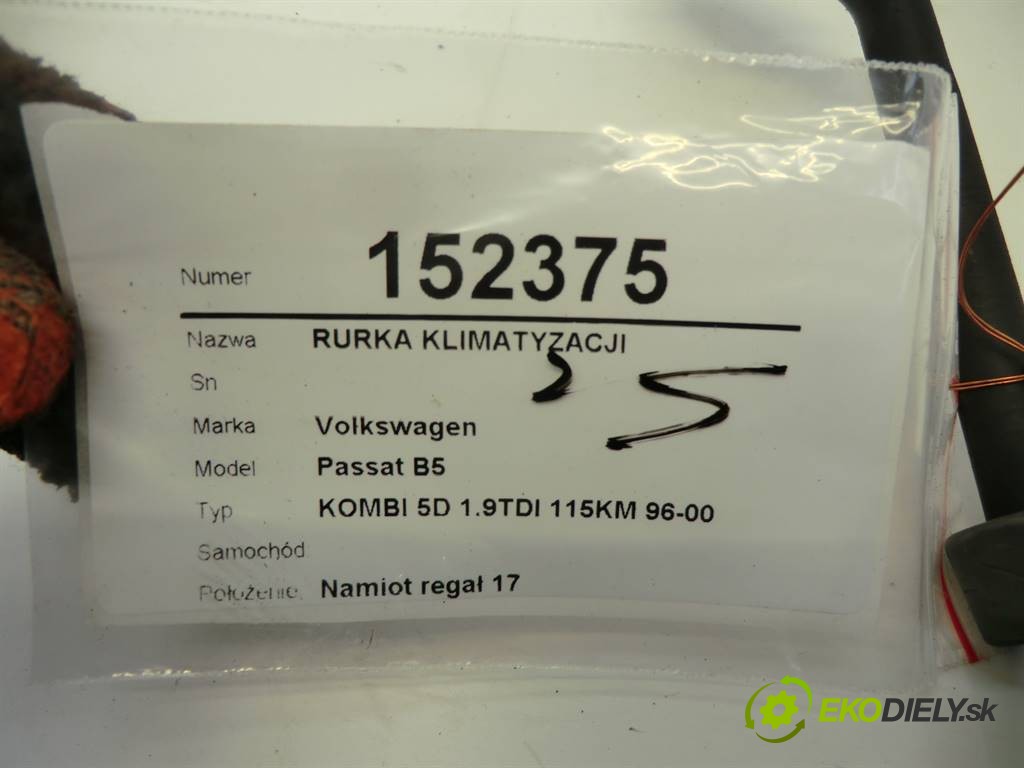 Numer 152375
Nazwa RURKA KLIMATYZACJI
Sn
Marka Volkswagen
Model Passat B5
Typ KOMBI 5D 1.9TDI 115KM 96-00
Samochód
Położenie Namiot regał 17
EKODIELY.sk